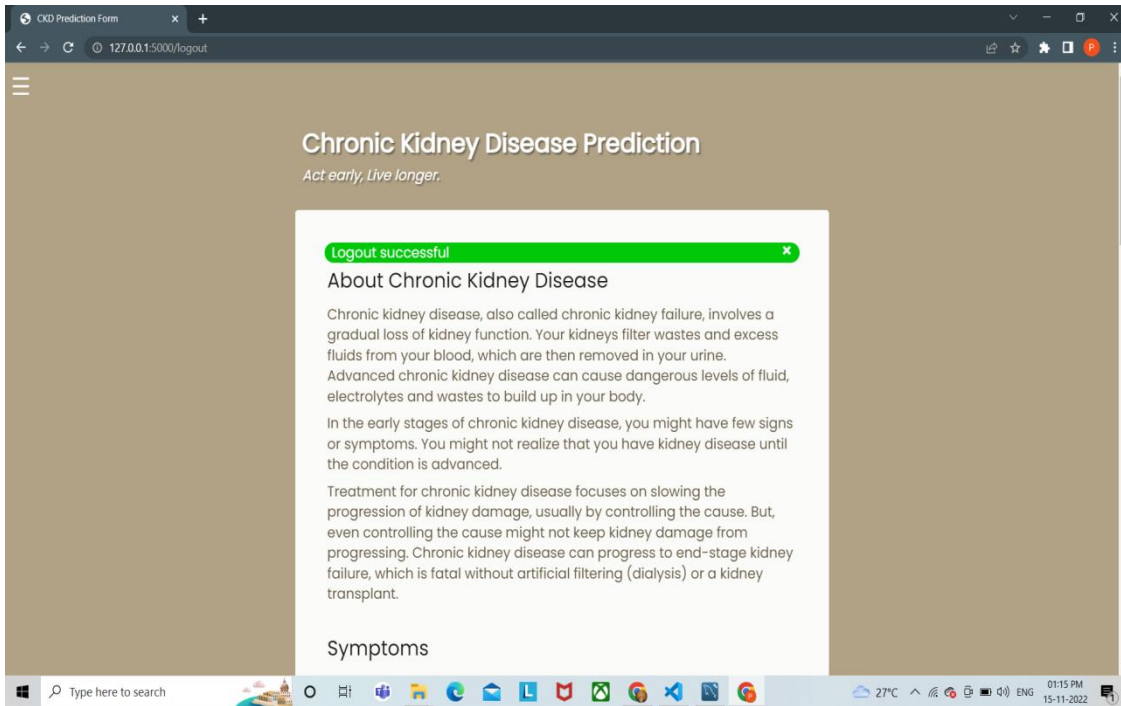 CKD Prediction Form
127.0.0.1:5000/logout
P
Chronic Kidney Disease Prediction
Act early, Live longer.
Logout successful
About Chronic Kidney Disease
Chronic kidney disease, also called chronic kidney failure, involves a
gradual loss of kidney function. Your kidneys filter wastes and excess
fluids from your blood, which are then removed in your urine.
Advanced chronic kidney disease can cause dangerous levels of fluid,
electrolytes and wastes to build up in your body.
In the early stages of chronic kidney disease, you might have few signs
or symptoms. You might not realize that you have kidney disease until
the condition is advanced.
Treatment for chronic kidney disease focuses on slowing the
progression of kidney damage, usually by controlling the cause. But,
even controlling the cause might not keep kidney damage from
progressing. Chronic kidney disease can progress to end-stage kidney
failure, which is fatal without artificial filtering (dialysis) or a kidney
transplant.
Symptoms
Type here to search
L
27°C
ENG
01:15 PM
15-11-2022
1